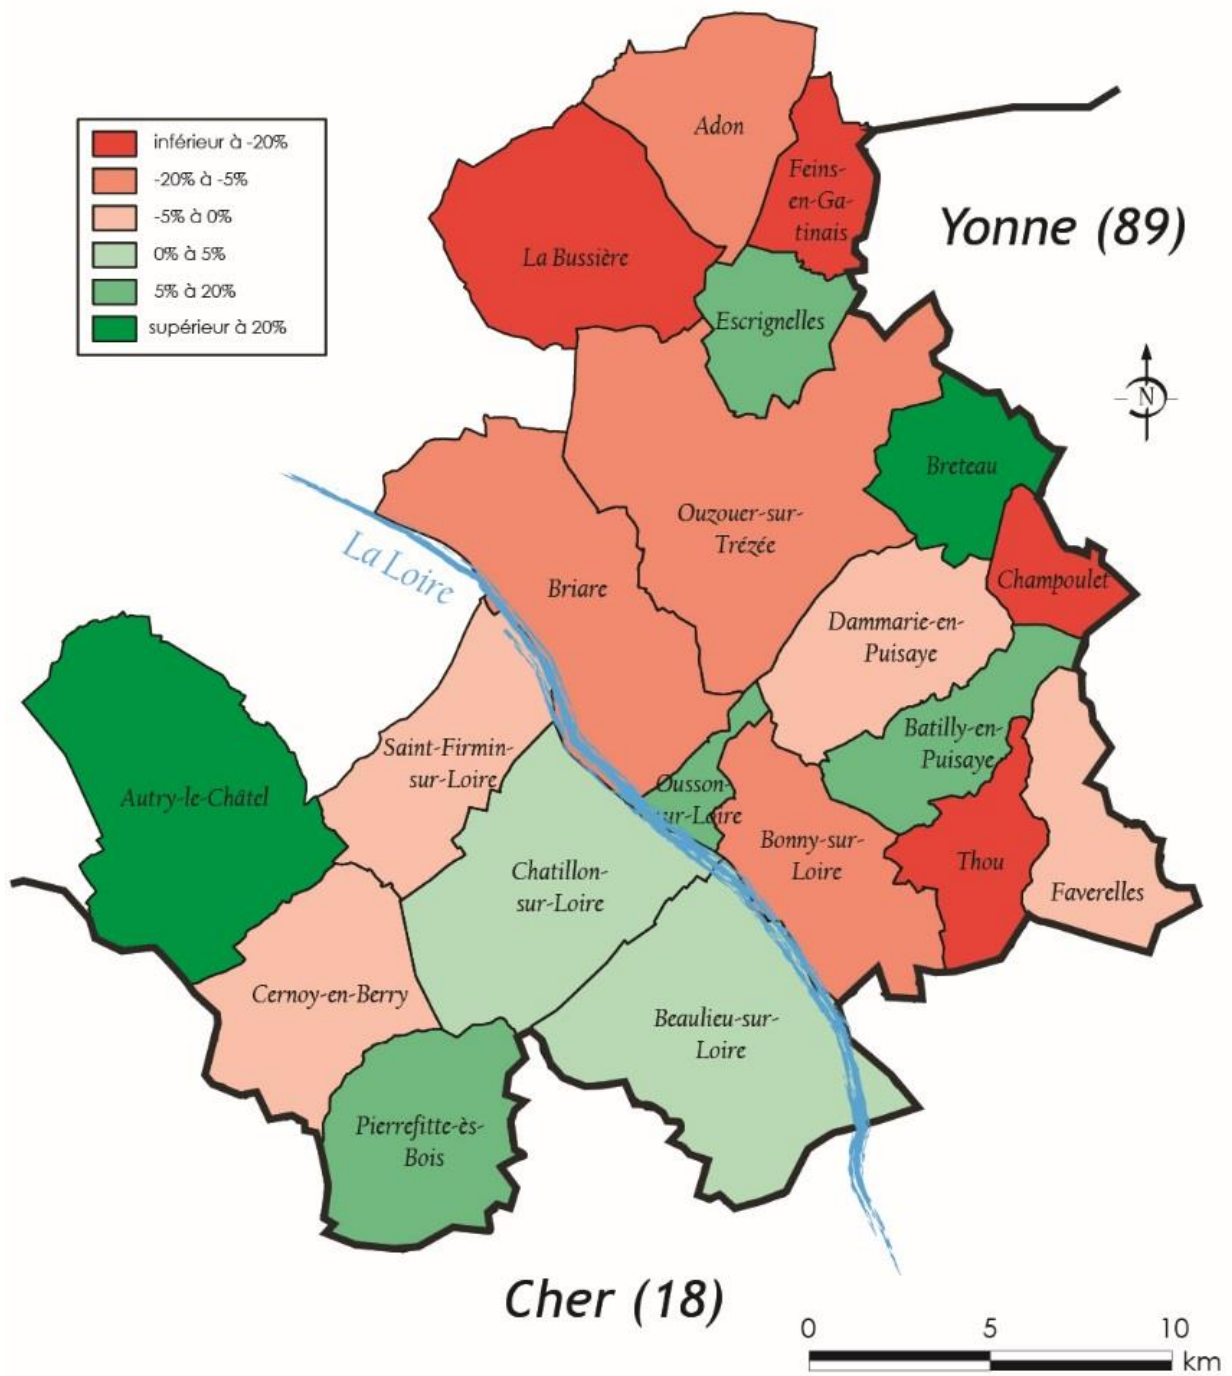 inférieur à -20%
-20% à -5%
-5% à 0%
0% à 5%
5% à 20%
supérieur à 20%
Adon
Feins-
en-Ga-
tinais
Yonne (89)
La Bussière
Escrignelles
N
Breteau
Ouzouer-sur-
Trézée
La Loire
Briare
Champoulet
Dammarie-en-
Puisaye
Batilly-en-
Puisaye
Saint-Firmin-
sur-Loire
Autry-le-Châtel
Ousson-
sur-Loire
Bonny-sur-
Loire
Thou
Faverelles
Chatillon-
sur-Loire
Cernoy-en-Berry
Beaulieu-sur-
Loire
Pierrefitte-ès-
Bois
Cher (18)
0 5 10
km